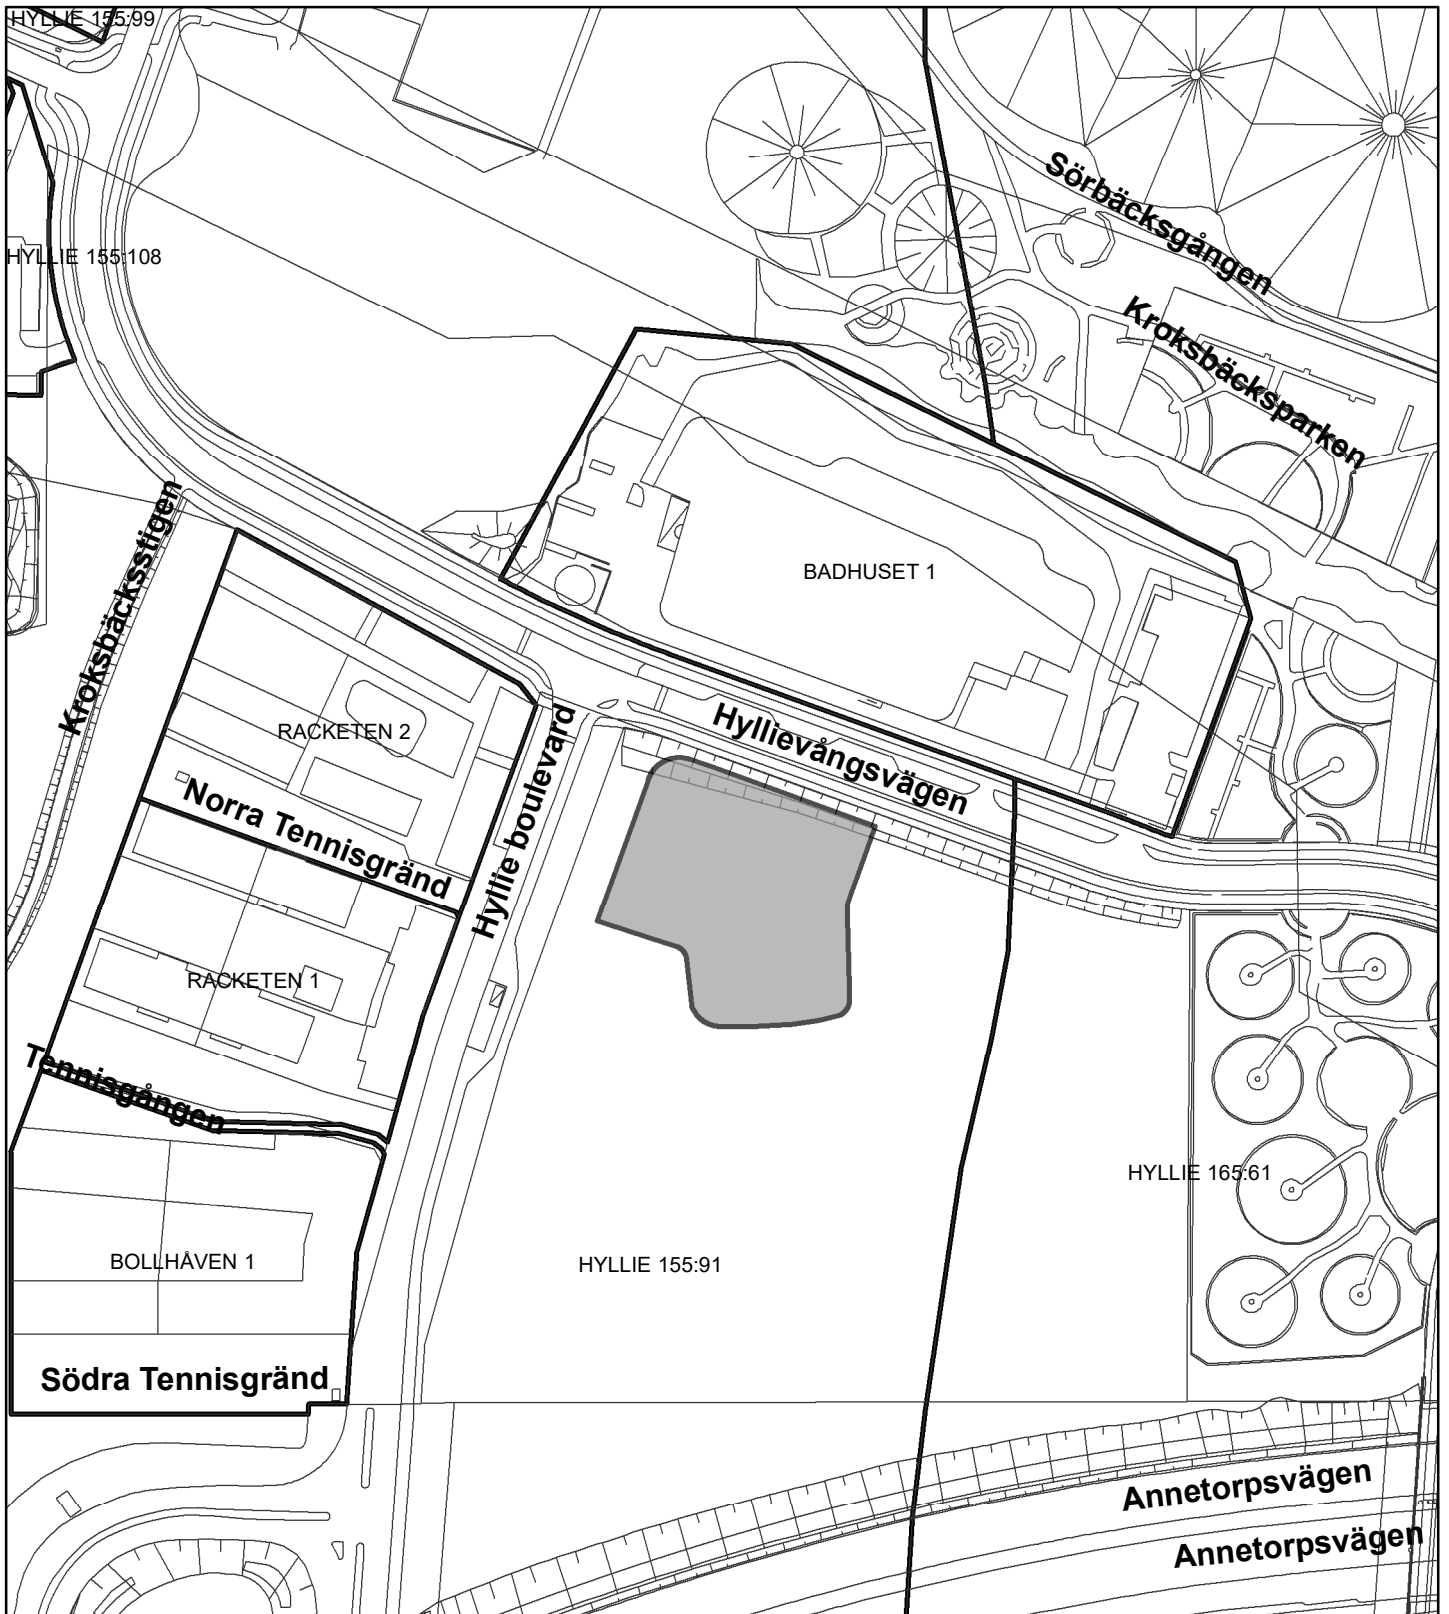 HYLLIE 155:99
Sörbäcksgången
HYLLIE 155:108
Kroksbäcksparken
Kroksbäcksstigen
BADHUSET 1
RACKETEN 2
Hyllievångsvägen
Hyllie boulevard
Norra Tennisgränd
RACKETEN 1
Tennisgången
HYLLIE 165:61
BOLLHÅVEN 1
HYLLIE 155:91
Södra Tennisgränd
Annetorpsvägen
Annetorpsvägen